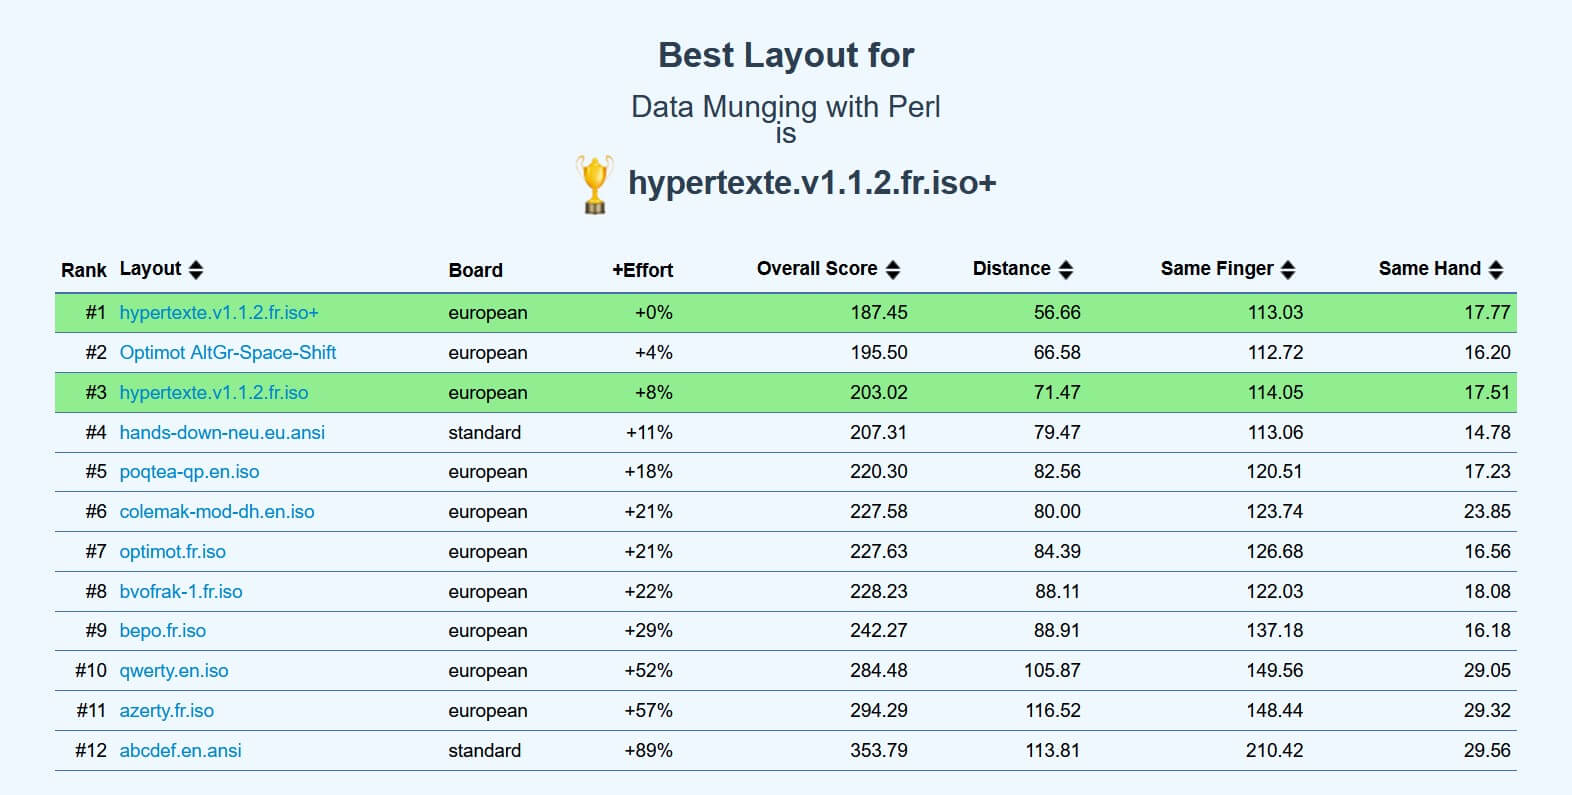 Best Layout for
Data Munging with Perl
is
hypertexte.v1.1.2.fr.iso+
Rank Layout Board +Effort Overall Score Distance Same Finger Same Hand
#1 hypertexte.v1.1.2.fr.iso+ european +0% 187.45 56.66 113.03 17.77
#2 Optimot AltGr-Space-Shift european +4% 195.50 66.58 112.72 16.20
#3 hypertexte.v1.1.2.fr.iso european +8% 203.02 71.47 114.05 17.51
#4 hands-down-neu.eu.ansi standard +11% 207.31 79.47 113.06 14.78
#5 poqtea-qp.en.iso european +18% 220.30 82.56 120.51 17.23
#6 colemak-mod-dh.en.iso european +21% 227.58 80.00 123.74 23.85
#7 optimot.fr.iso european +21% 227.63 84.39 126.68 16.56
#8 bvofrak-1.fr.iso european +22% 228.23 88.11 122.03 18.08
#9 bepo.fr.iso european +29% 242.27 88.91 137.18 16.18
#10 qwerty.en.iso european +52% 284.48 105.87 149.56 29.05
#11 azerty.fr.iso european +57% 294.29 116.52 148.44 29.32
#12 abcdef.en.ansi standard +89% 353.79 113.81 210.42 29.56